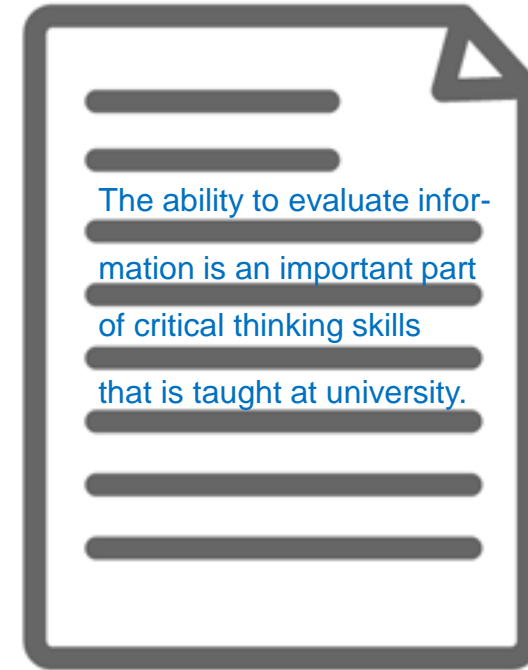 The ability to evaluate infor-
mation is an important part
of critical thinking skills
that is taught at university.